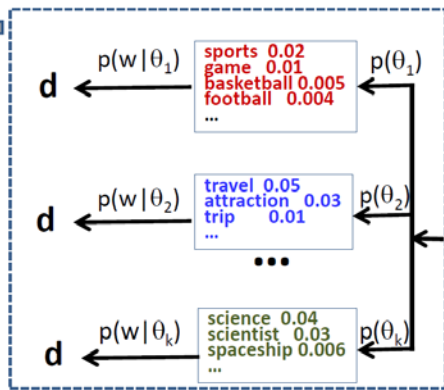 d p(w|θ₁) sports 0.02 p(θ₁)
game 0.01
basketball 0.005
football 0.004
...
d p(w|θ₂) travel 0.05 p(θ₂)
attraction 0.03
trip 0.01
...
•••
d p(w|θₖ) science 0.04 p(θₖ)
scientist 0.03
spaceship 0.006
...